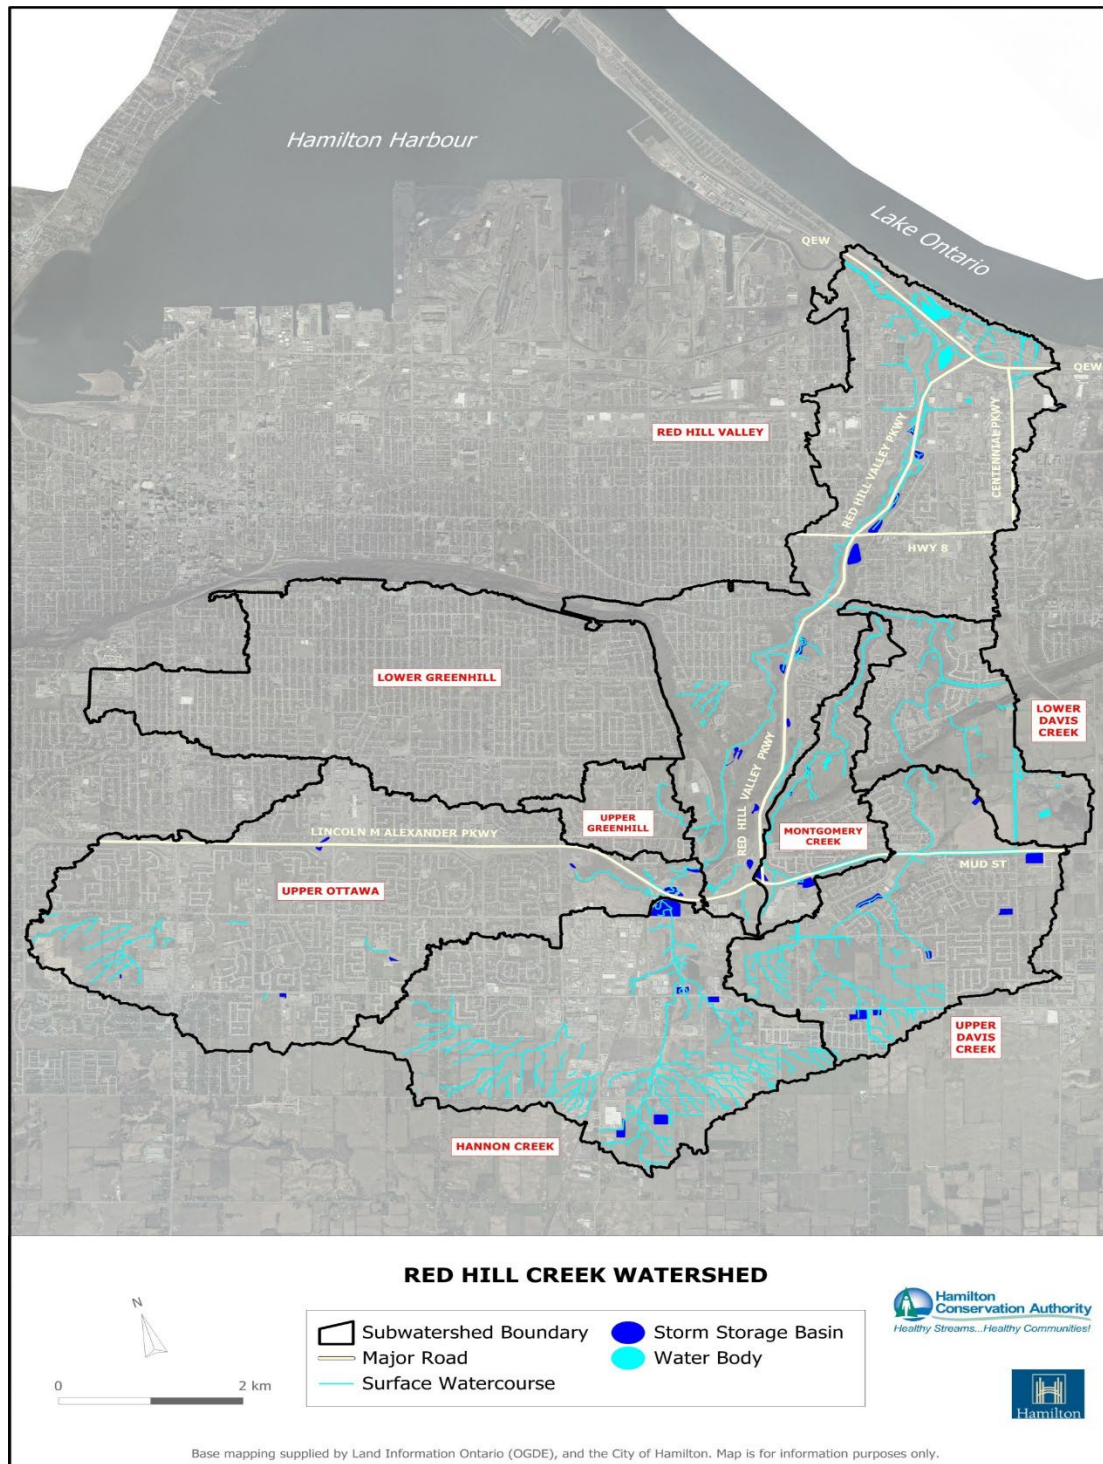 Hamilton Harbour
Lake Ontario
QEW
QEW
RED HILL VALLEY
RED HILL VALLEY PKWY
CENTENNIAL PKWY
HWY 8
LOWER GREENHILL
LOWER
DAVIS
CREEK
RED HILL VALLEY PKWY
UPPER
GREENHILL
MONTGOMERY
CREEK
LINCOLN M ALEXANDER PKWY
MUD ST
UPPER OTTAWA
UPPER
DAVIS
CREEK
HANNON CREEK
RED HILL CREEK WATERSHED
N
0 2 km
Subwatershed Boundary
Major Road
Surface Watercourse
Storm Storage Basin
Water Body
Hamilton
Conservation Authority
Healthy Streams...Healthy Communities!
Hamilton
Base mapping supplied by Land Information Ontario (OGDE), and the City of Hamilton. Map is for information purposes only.